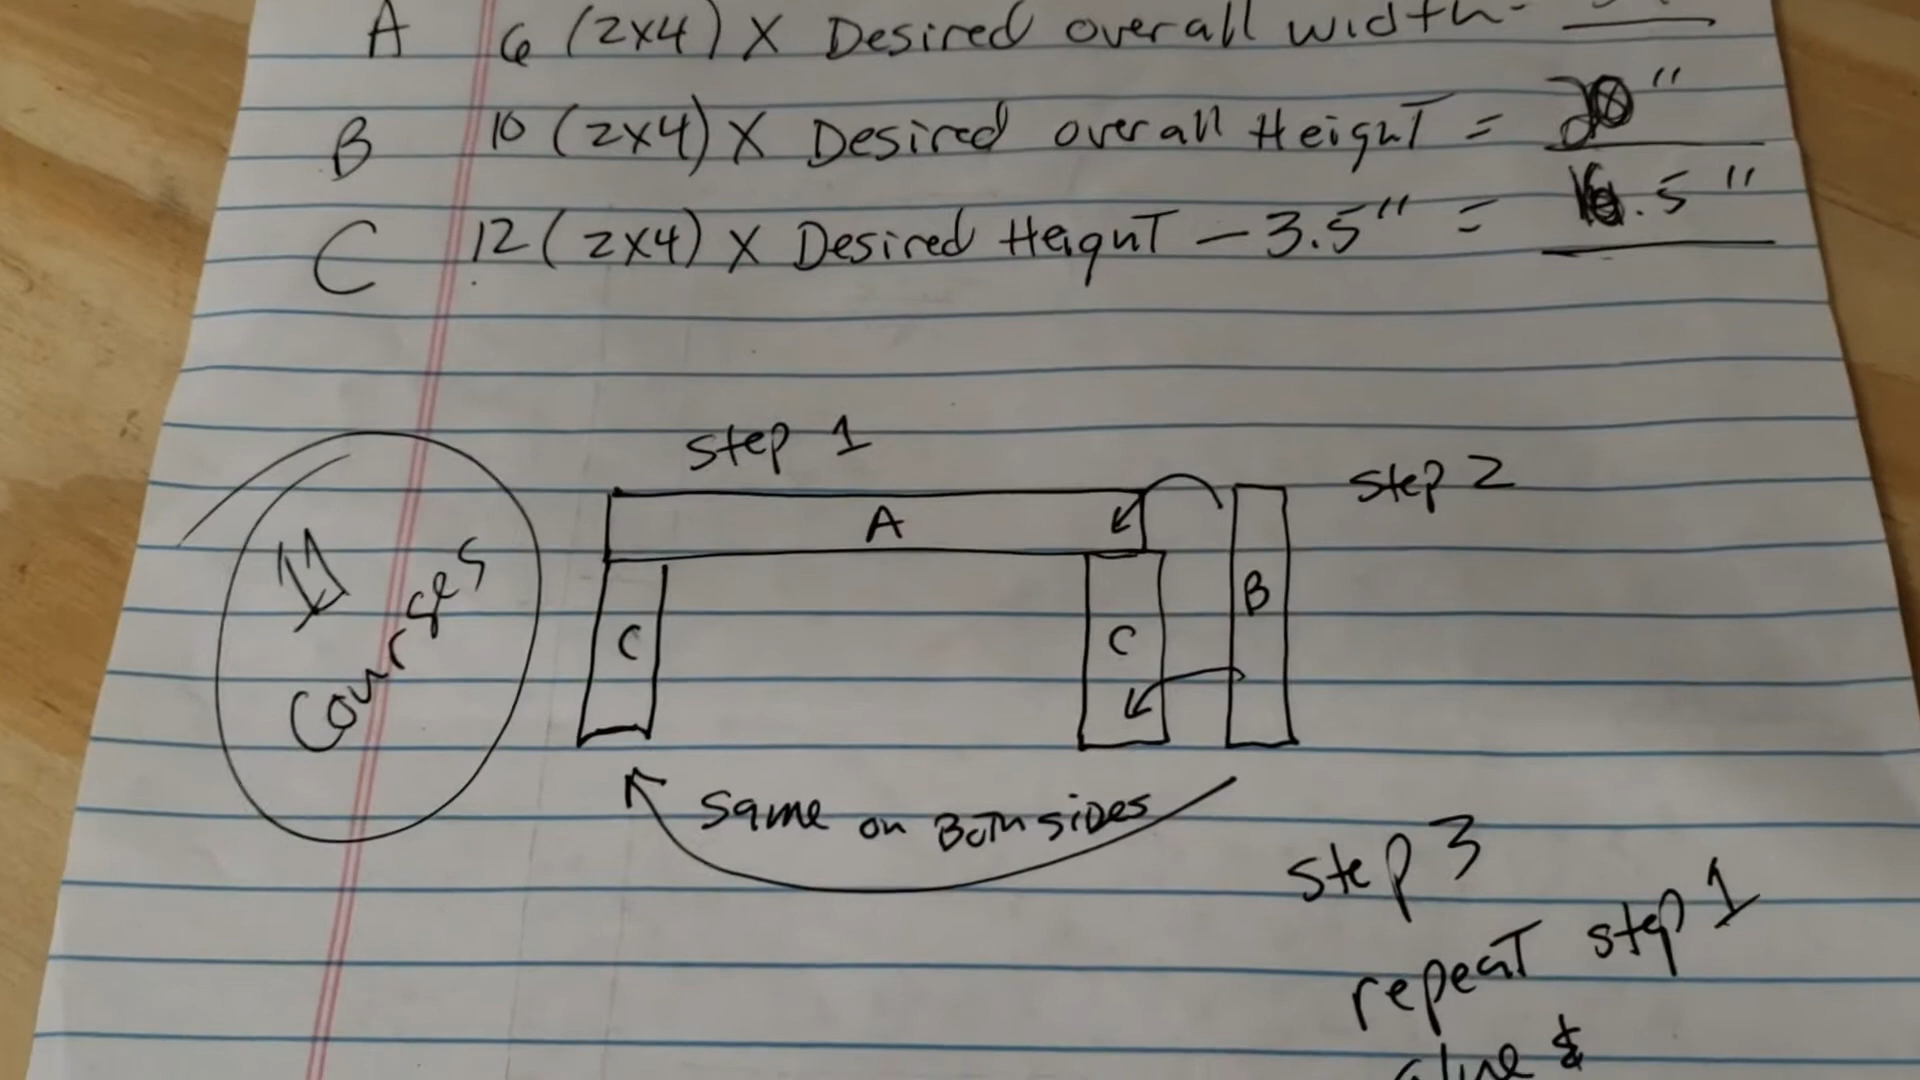 A 6 (2x4) X Desired overall width
B 10 (2x4) X Desired overall Height = 20"
C 12 (2x4) X Desired Height - 3.5" = .5"
step 1
step 2
A
B
C
C
Courses
Same on Both sides
step 3
repeat step 1
&